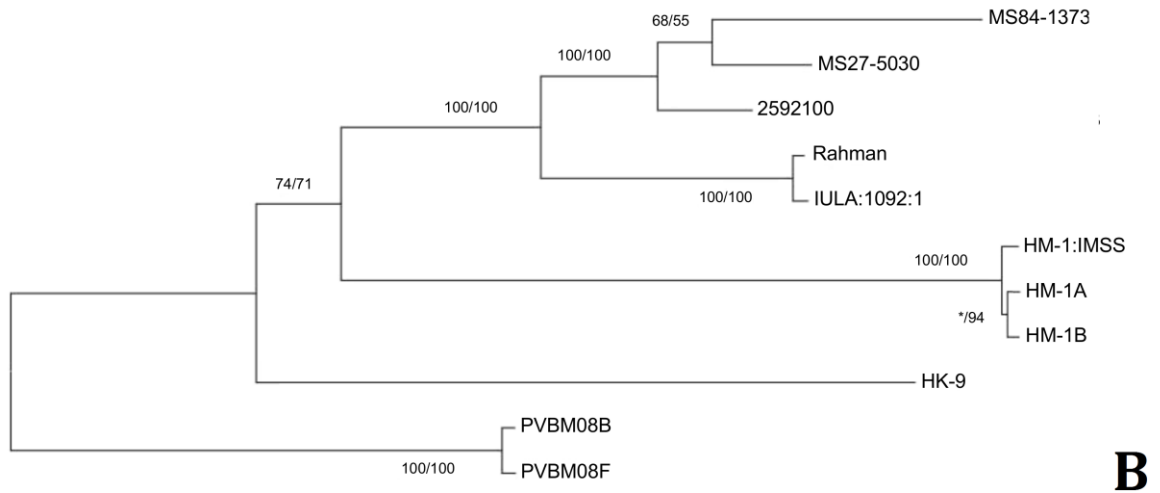 68/55
MS84-1373
100/100
MS27-5030
100/100
2592100
Rahman
74/71
100/100
IULA:1092:1
HM-1:IMSS
100/100
HM-1A
*/94
HM-1B
HK-9
PVBM08B
100/100
PVBM08F
B